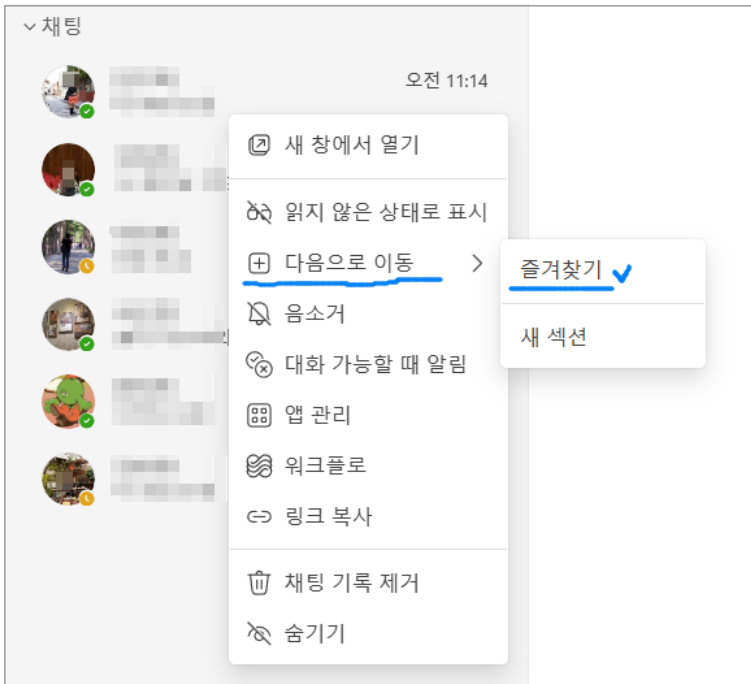 채팅
오전 11:14
새 창에서 열기
읽지 않은 상태로 표시
다음으로 이동
즐겨찾기
새 섹션
음소거
대화 가능할 때 알림
앱 관리
워크플로
링크 복사
채팅 기록 제거
숨기기